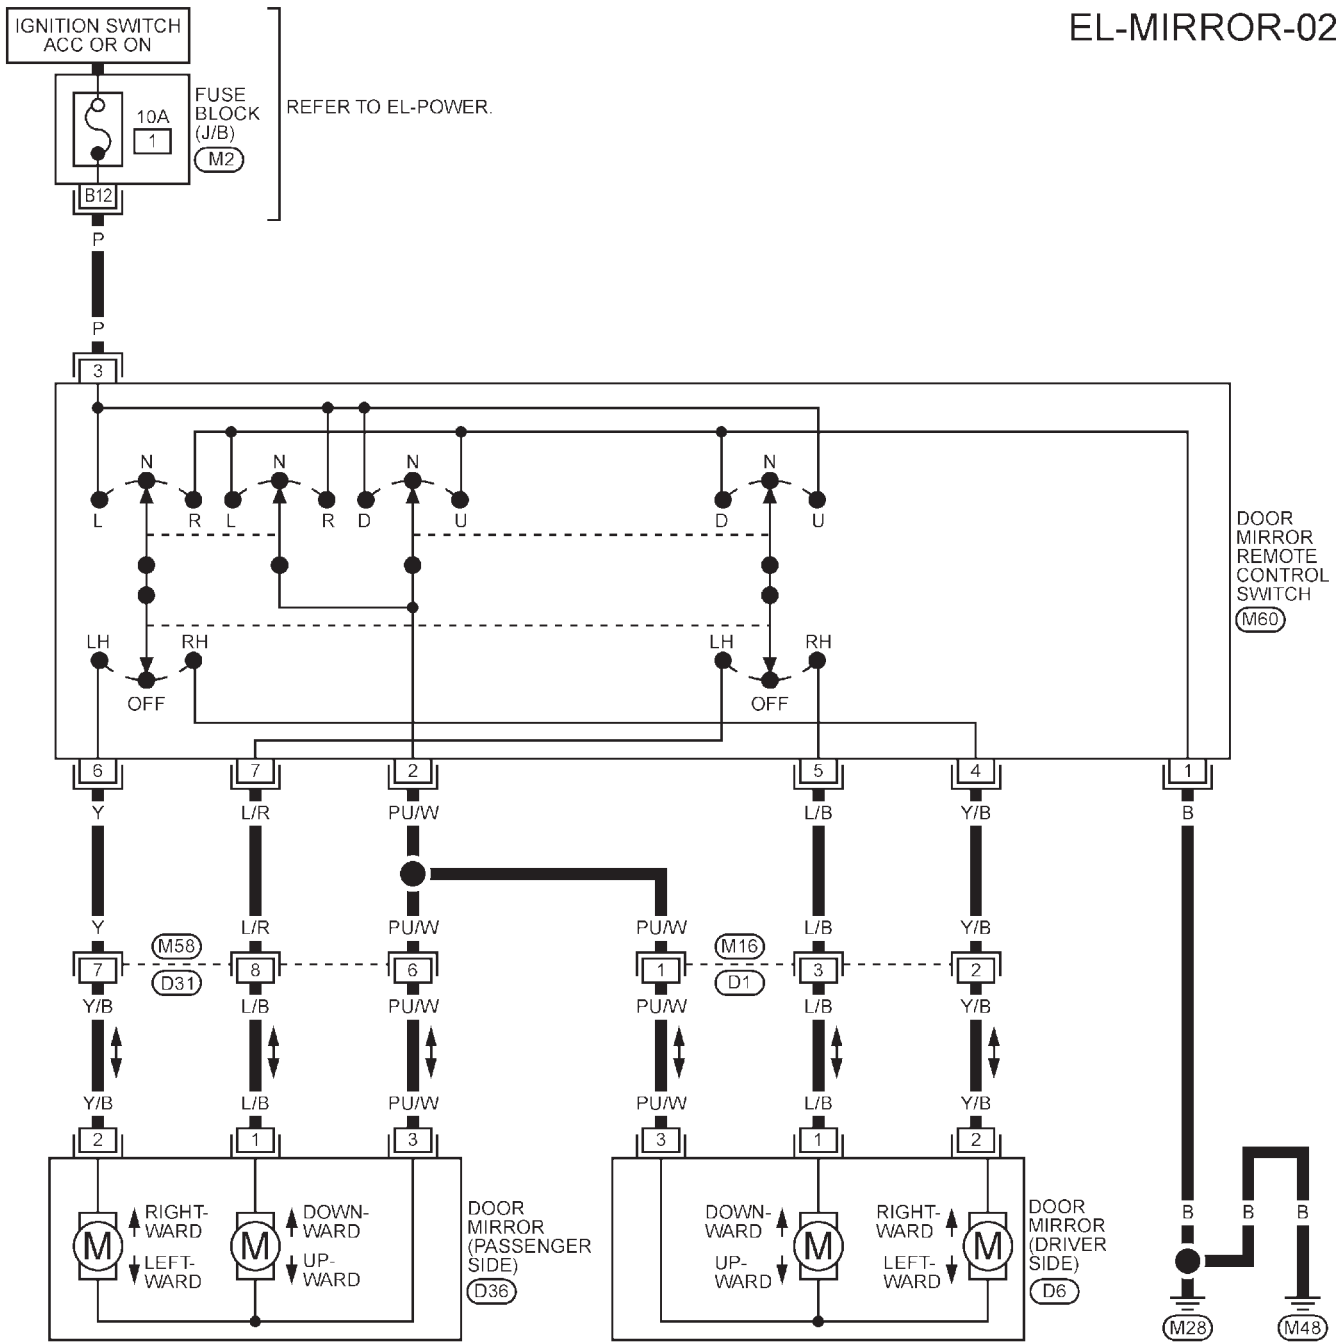 EL-MIRROR-02
IGNITION SWITCH
ACC OR ON
10A
1
FUSE
BLOCK
(J/B)
M2
REFER TO EL-POWER.
B12
P
P
3
N N N N
L R L R D U D U
DOOR
MIRROR
REMOTE
CONTROL
SWITCH
M60
LH RH LH RH
OFF OFF
6 7 2 5 4 1
Y L/R PU/W L/B Y/B B
Y L/R PU/W PU/W L/B Y/B
M58 M16
7 8 6 1 3 2
D31 D1
Y/B L/B PU/W PU/W L/B Y/B
Y/B L/B PU/W PU/W L/B Y/B
2 1 3 3 1 2
M
RIGHT-
WARD
LEFT-
WARD
M
DOWN-
WARD
UP-
WARD
DOOR
MIRROR
(PASSENGER
SIDE)
D36
DOWN-
WARD
UP-
WARD
M
RIGHT-
WARD
LEFT-
WARD
M
DOOR
MIRROR
(DRIVER
SIDE)
D6
B B B
M28 M48